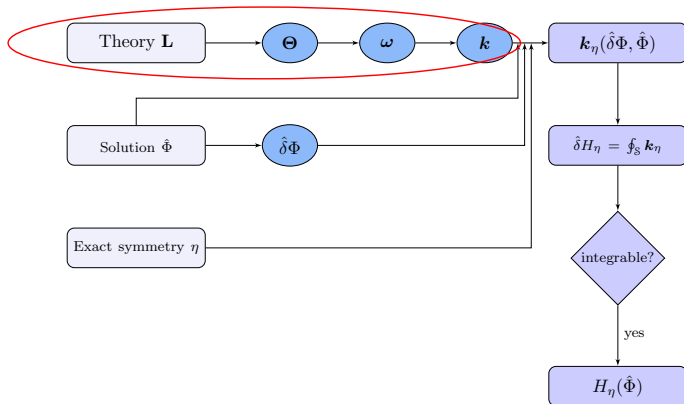 Theory L
Θ
ω
k
k_η(δ̂Φ, Φ̂)
Solution Φ̂
δ̂Φ
δ̂H_η = ∮_S k_η
Exact symmetry η
integrable?
yes
H_η(Φ̂)